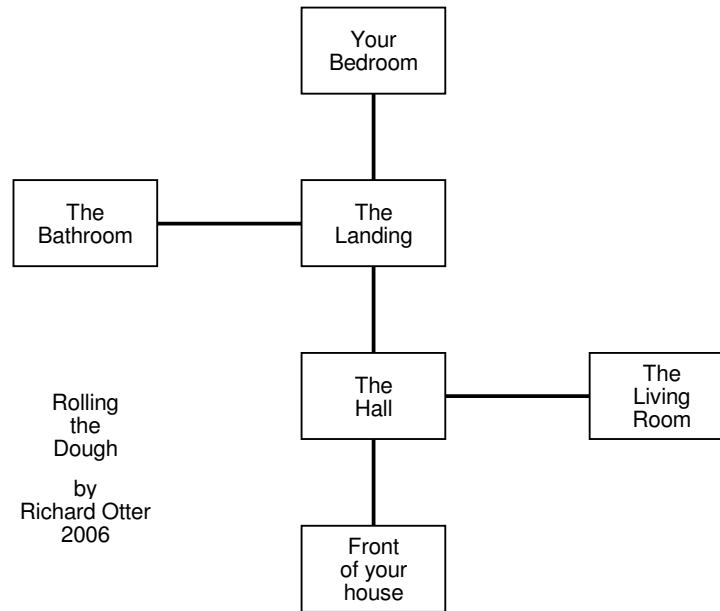 Your
Bedroom
The
Bathroom
The
Landing
The
Hall
The
Living
Room
Rolling
the
Dough
by
Richard Otter
2006
Front
of your
house